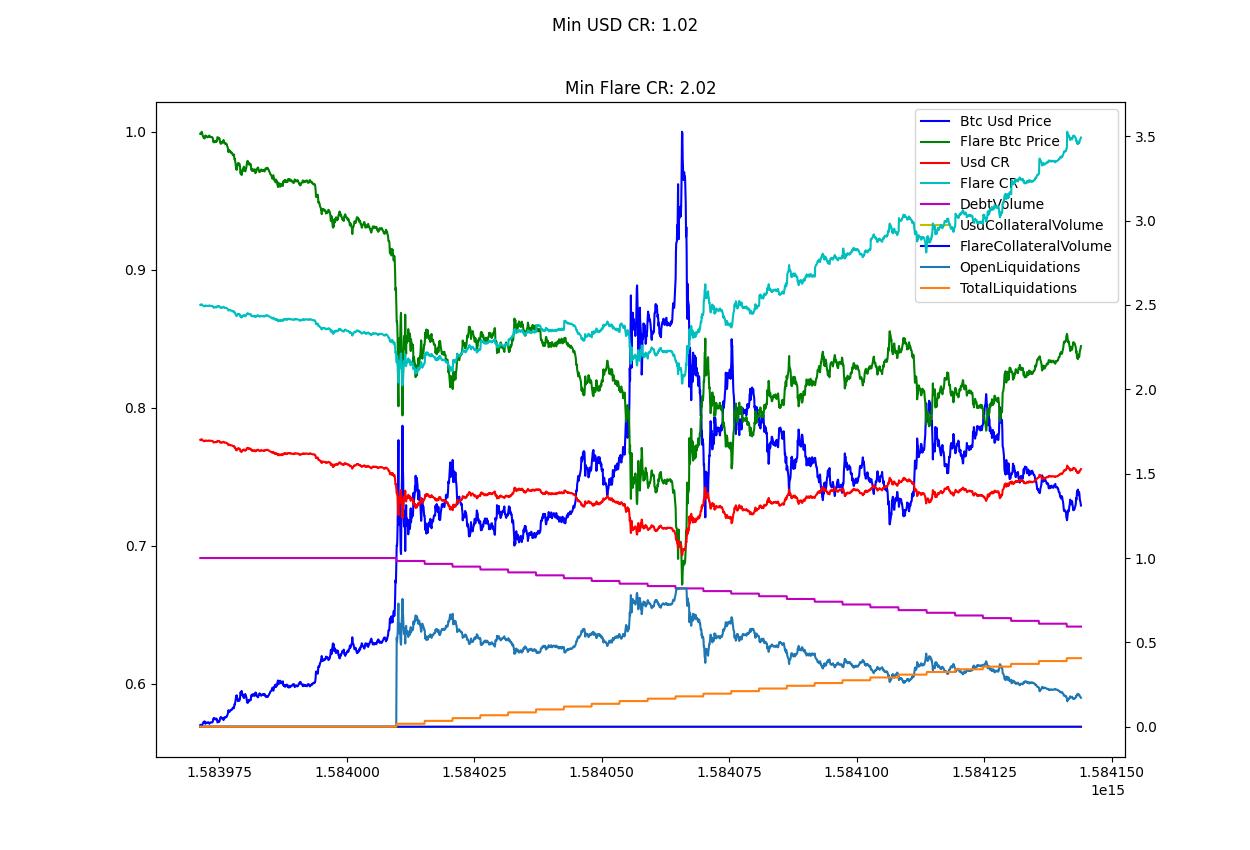 Min USD CR: 1.02
Min Flare CR: 2.02
1.0
0.9
0.8
0.7
0.6
3.5
3.0
2.5
2.0
1.5
1.0
0.5
0.0
Btc Usd Price
Flare Btc Price
Usd CR
Flare CR
DebtVolume
UsdCollateralVolume
FlareCollateralVolume
OpenLiquidations
TotalLiquidations
1.583975 1.584000 1.584025 1.584050 1.584075 1.584100 1.584125 1.584150
1e15